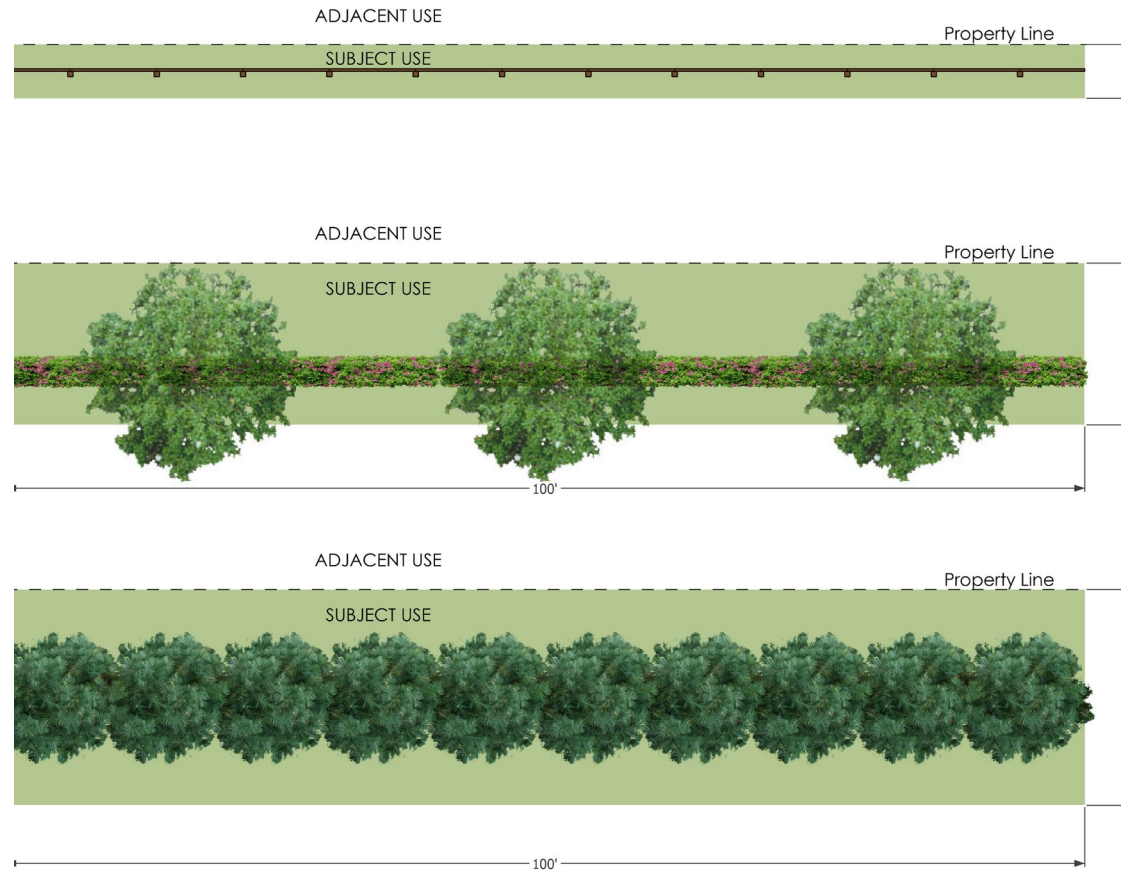 ADJACENT USE
Property Line
SUBJECT USE
ADJACENT USE
Property Line
SUBJECT USE
100'
ADJACENT USE
Property Line
SUBJECT USE
100'